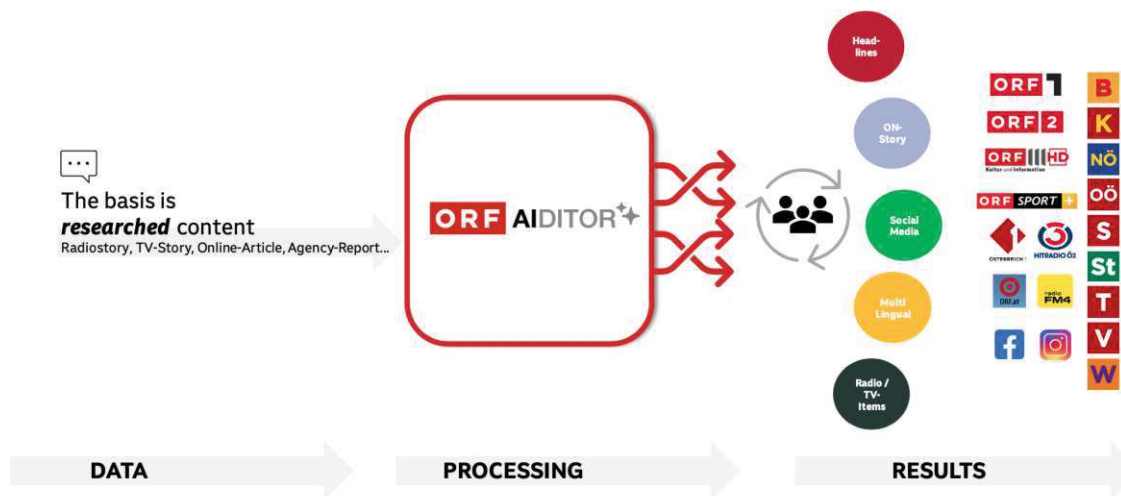 The basis is
researched content
Radiostory, TV-Story, Online-Article, Agency-Report...
ORF AIDITOR
Head-
lines
ON-
Story
Social
Media
Multi
Lingual
Radio /
TV-
Items
ORF 1
ORF 2
ORF III HD
Kultur und Information
ORF SPORT +
1
ÖSTERREICH 1
3
HITRADIO Ö3
ORF.at
radio
FM4
f
B
K
NÖ
OÖ
S
St
T
V
W
DATA
PROCESSING
RESULTS